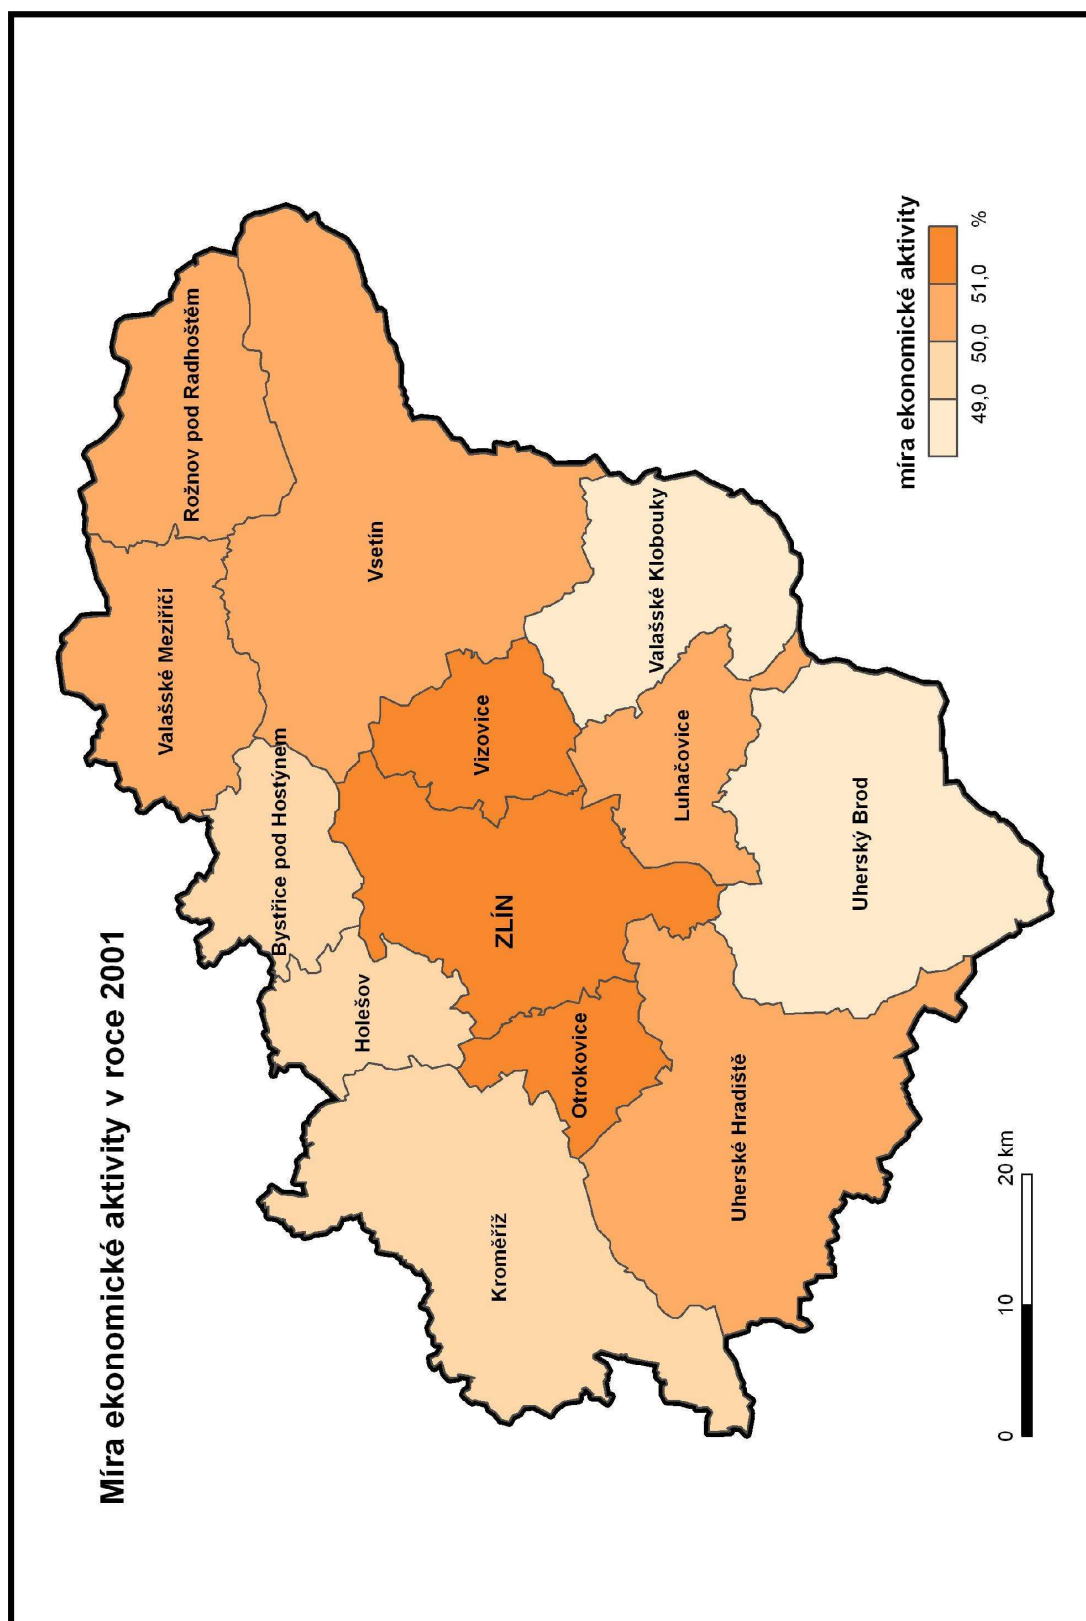 Míra ekonomické aktivity v roce 2001
Rožnov pod Radhoštěm
Valašské Meziříčí
Vsetín
Bystřice pod Hostýnem
Holešov
Vizovice
Valašské Klobouky
ZLÍN
Luhačovice
Otrokovice
Kroměříž
Uherský Brod
Uherské Hradiště
míra ekonomické aktivity
49,0 50,0 51,0 %
0 10 20 km